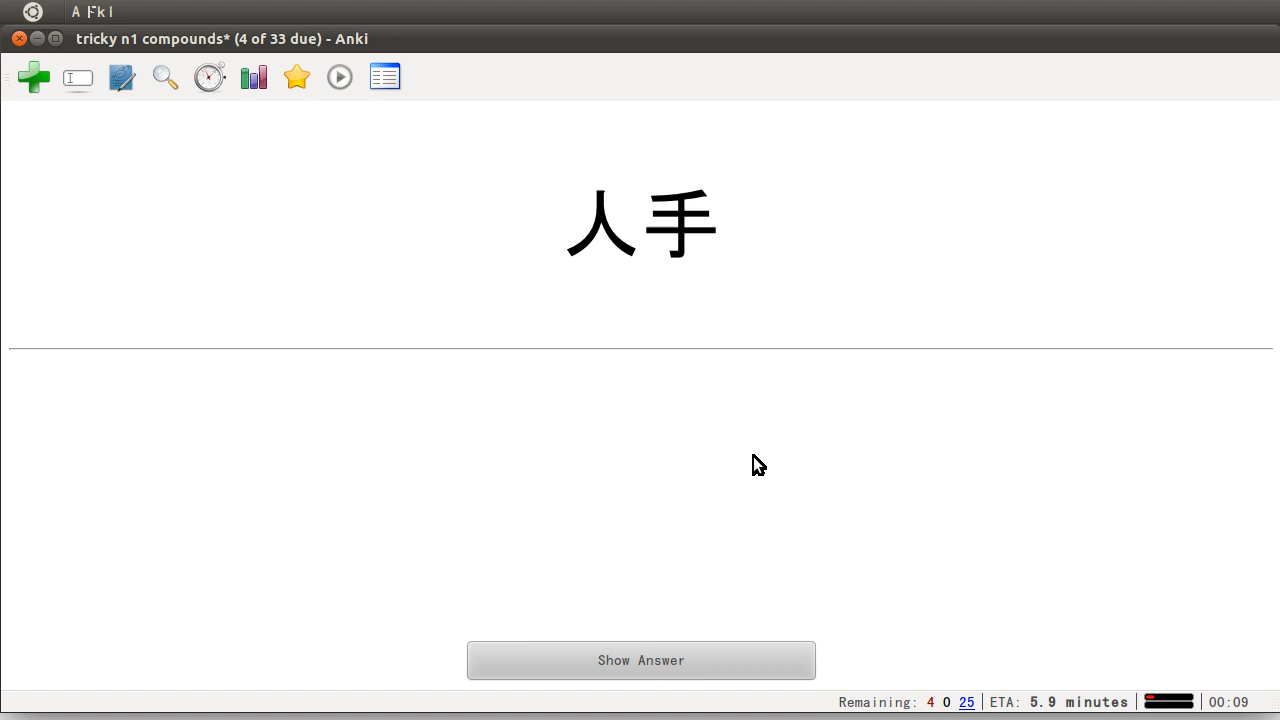 tricky n1 compounds* (4 of 33 due) - Anki
人手
Show Answer
Remaining: 4 0 25 ETA: 5.9 minutes 00:09